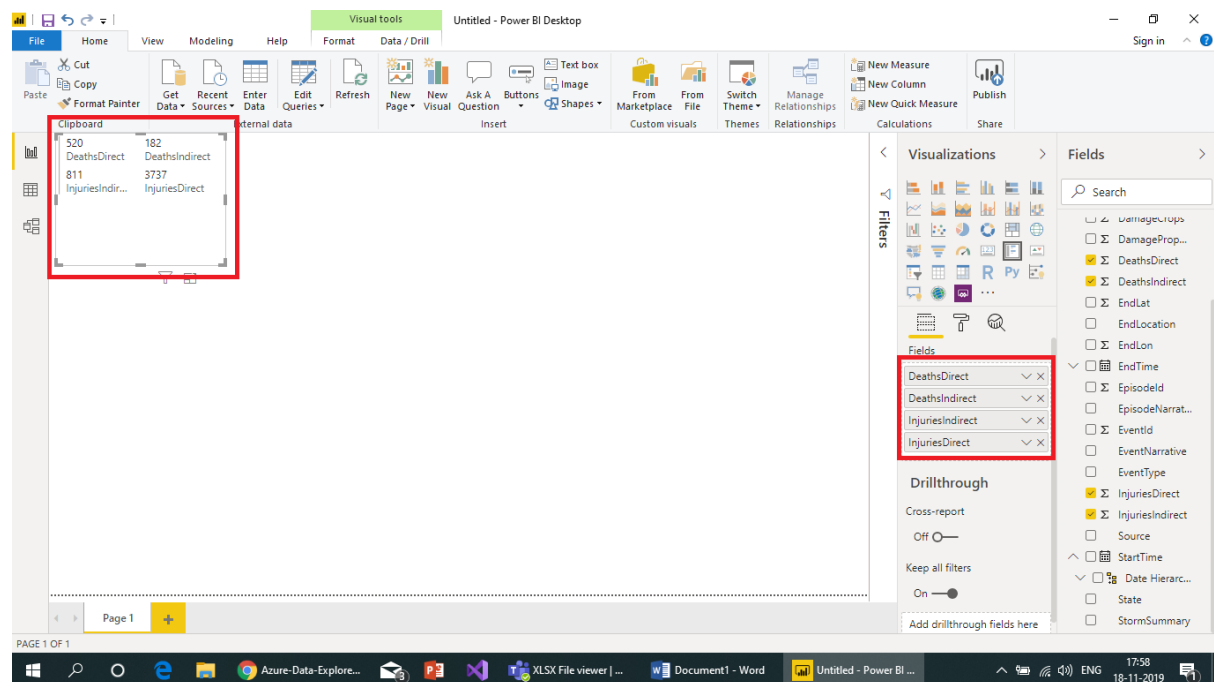 Visual tools
Untitled - Power BI Desktop
File Home View Modeling Help Format Data / Drill Sign in
Paste
Cut
Copy
Format Painter
Clipboard
Get Data
Recent Sources
Enter Data
Edit Queries
Refresh
External data
New Page
New Visual
Ask A Question
Buttons
Text box
Image
Shapes
Insert
From Marketplace
From File
Custom visuals
Switch Theme
Themes
Manage Relationships
Relationships
New Measure
New Column
New Quick Measure
Calculations
Publish
Share
520 182
DeathsDirect DeathsIndirect
811 3737
InjuriesIndir... InjuriesDirect
Filters
Visualizations
R Py
Fields
DeathsDirect
DeathsIndirect
InjuriesIndirect
InjuriesDirect
Drillthrough
Cross-report
Off
Keep all filters
On
Add drillthrough fields here
Fields
Search
DamageCrops
DamageProp...
DeathsDirect
DeathsIndirect
EndLat
EndLocation
EndLon
EndTime
EpisodeId
EpisodeNarrat...
EventId
EventNarrative
EventType
InjuriesDirect
InjuriesIndirect
Source
StartTime
Date Hierarc...
State
StormSummary
Page 1
PAGE 1 OF 1
Azure-Data-Explore...
XLSX File viewer | ...
Document1 - Word
Untitled - Power BI ...
ENG
17:58
18-11-2019